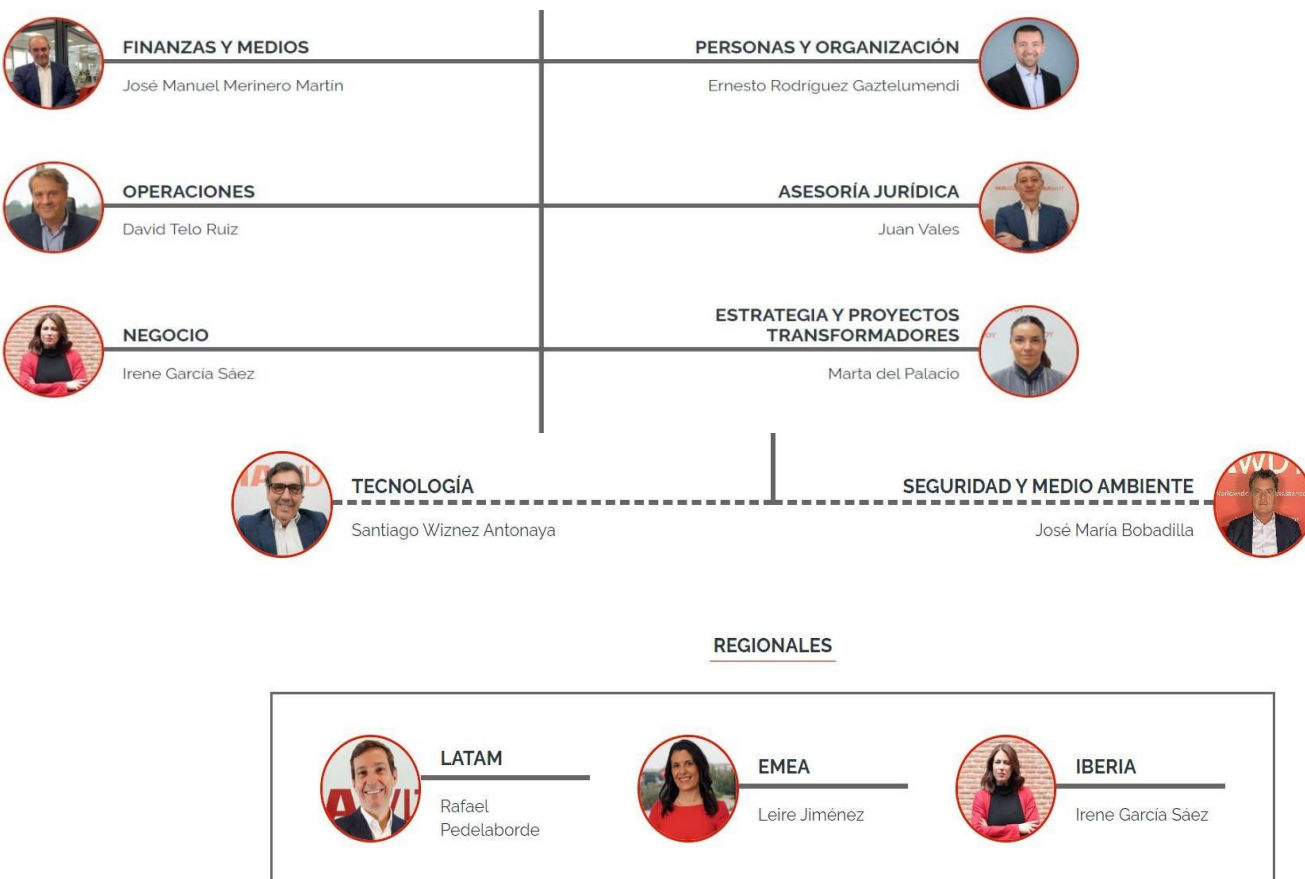 FINANZAS Y MEDIOS
José Manuel Merinero Martín
PERSONAS Y ORGANIZACIÓN
Ernesto Rodríguez Gaztelumendi
OPERACIONES
David Telo Ruiz
ASESORÍA JURÍDICA
Juan Vales
NEGOCIO
Irene García Sáez
ESTRATEGIA Y PROYECTOS
TRANSFORMADORES
Marta del Palacio
TECNOLOGÍA
Santiago Wiznez Antonaya
SEGURIDAD Y MEDIO AMBIENTE
José María Bobadilla
REGIONALES
LATAM
Rafael
Pedelaborde
EMEA
Leire Jiménez
IBERIA
Irene García Sáez